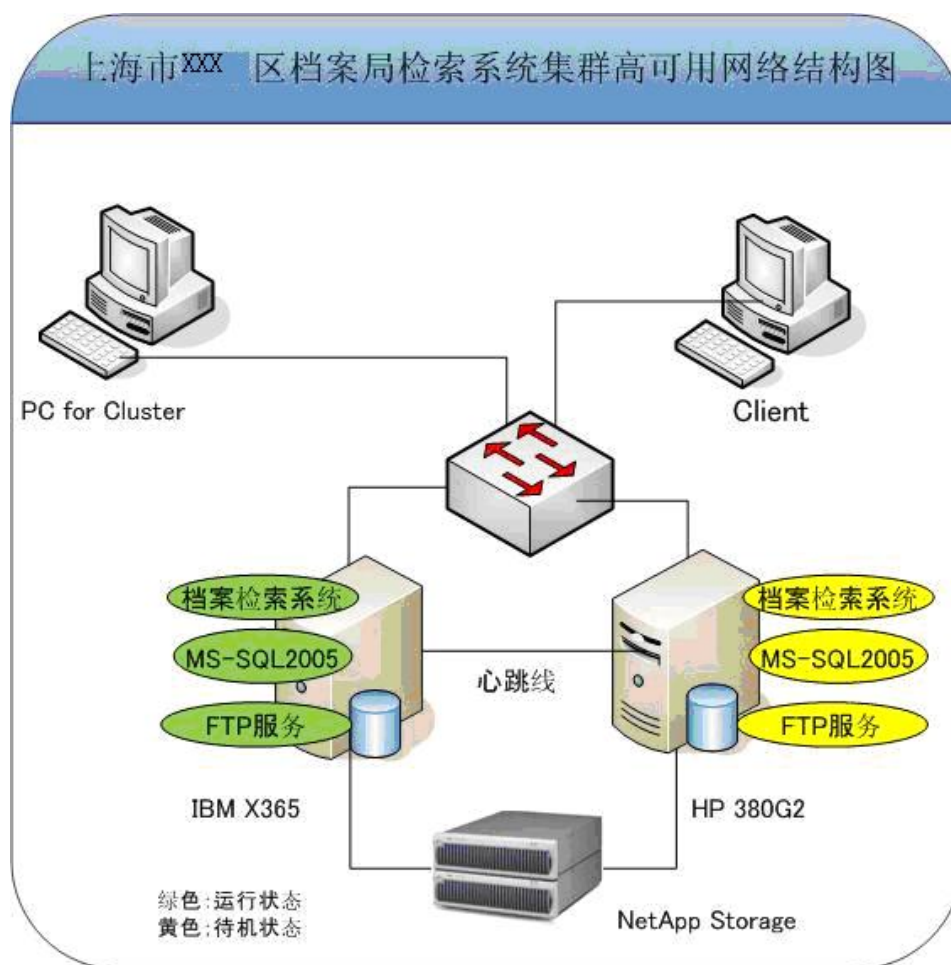 上海市XXX 区档案局检索系统集群高可用网络结构图
PC for Cluster
Client
档案检索系统
档案检索系统
MS-SQL2005
MS-SQL2005
心跳线
FTP服务
FTP服务
IBM X365
HP 380G2
绿色:运行状态
黄色;待机状态
NetApp Storage